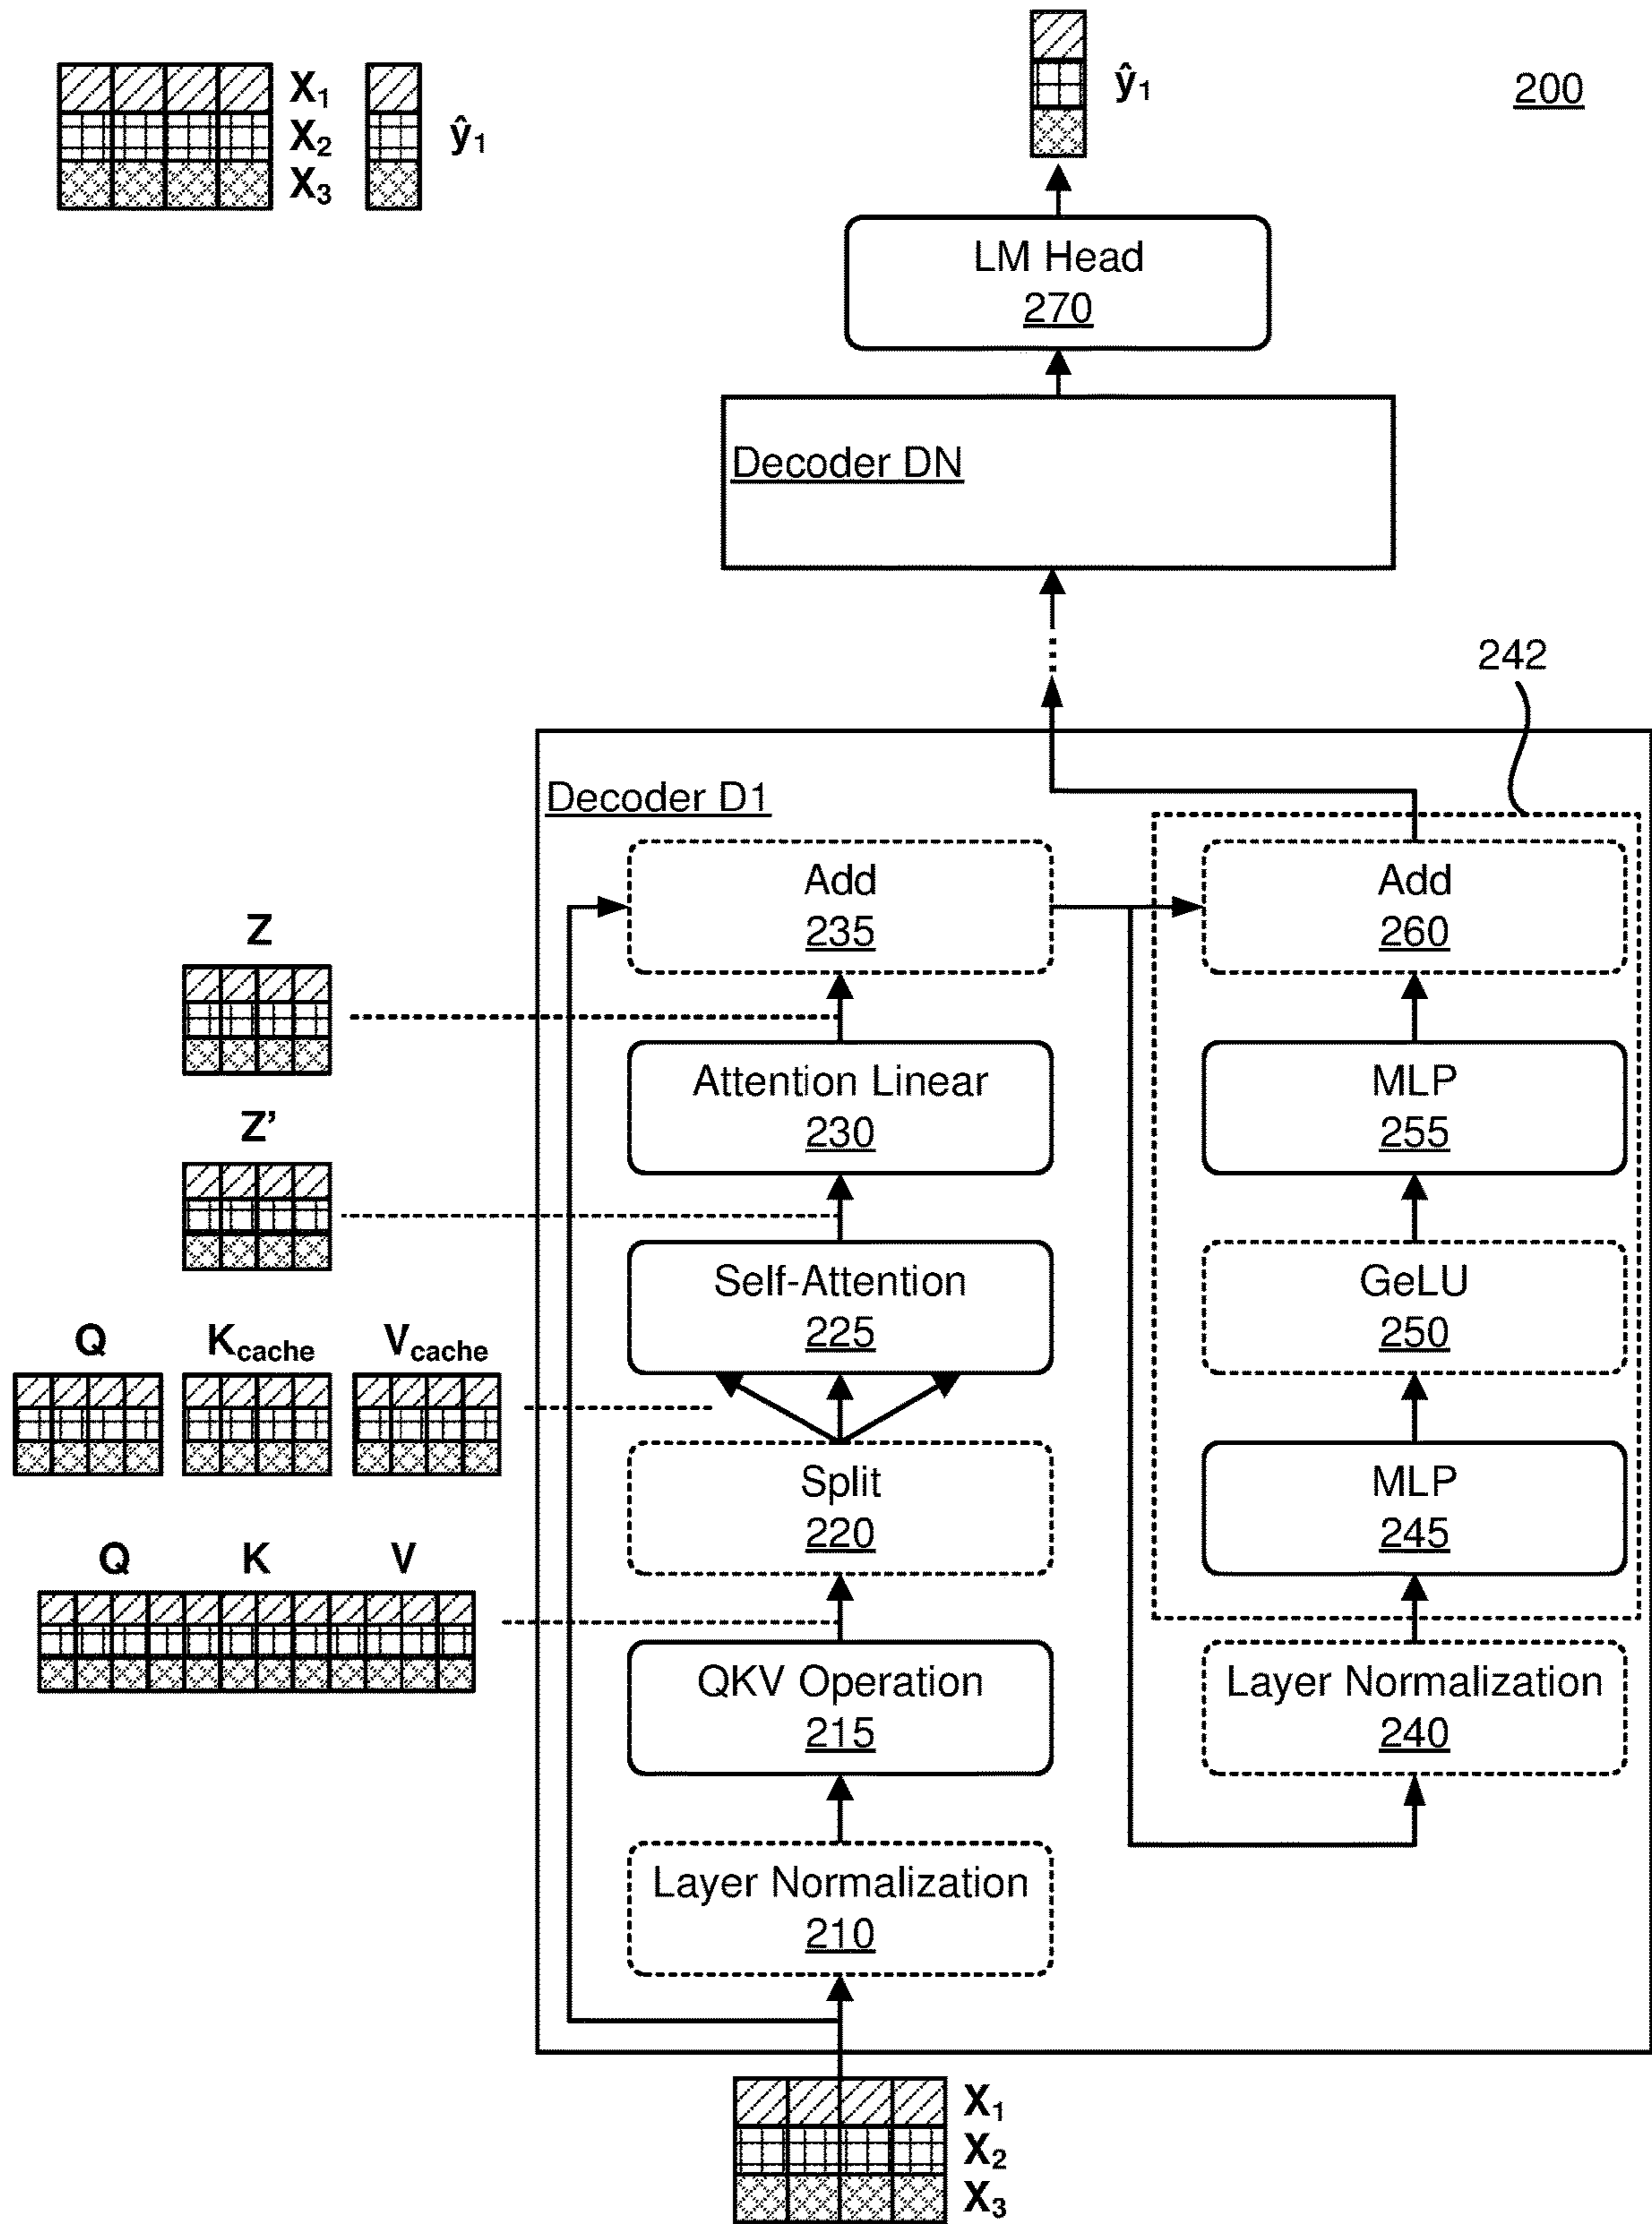 200
X₁
X₂
X₃
ŷ₁
ŷ₁
LM Head
270
Decoder DN
242
Decoder D1
Add
235
Add
260
Z
Attention Linear
230
MLP
255
Z’
Self-Attention
225
GeLU
250
Q
Kcache
Vcache
Split
220
MLP
245
Q K V
QKV Operation
215
Layer Normalization
240
Layer Normalization
210
X₁
X₂
X₃